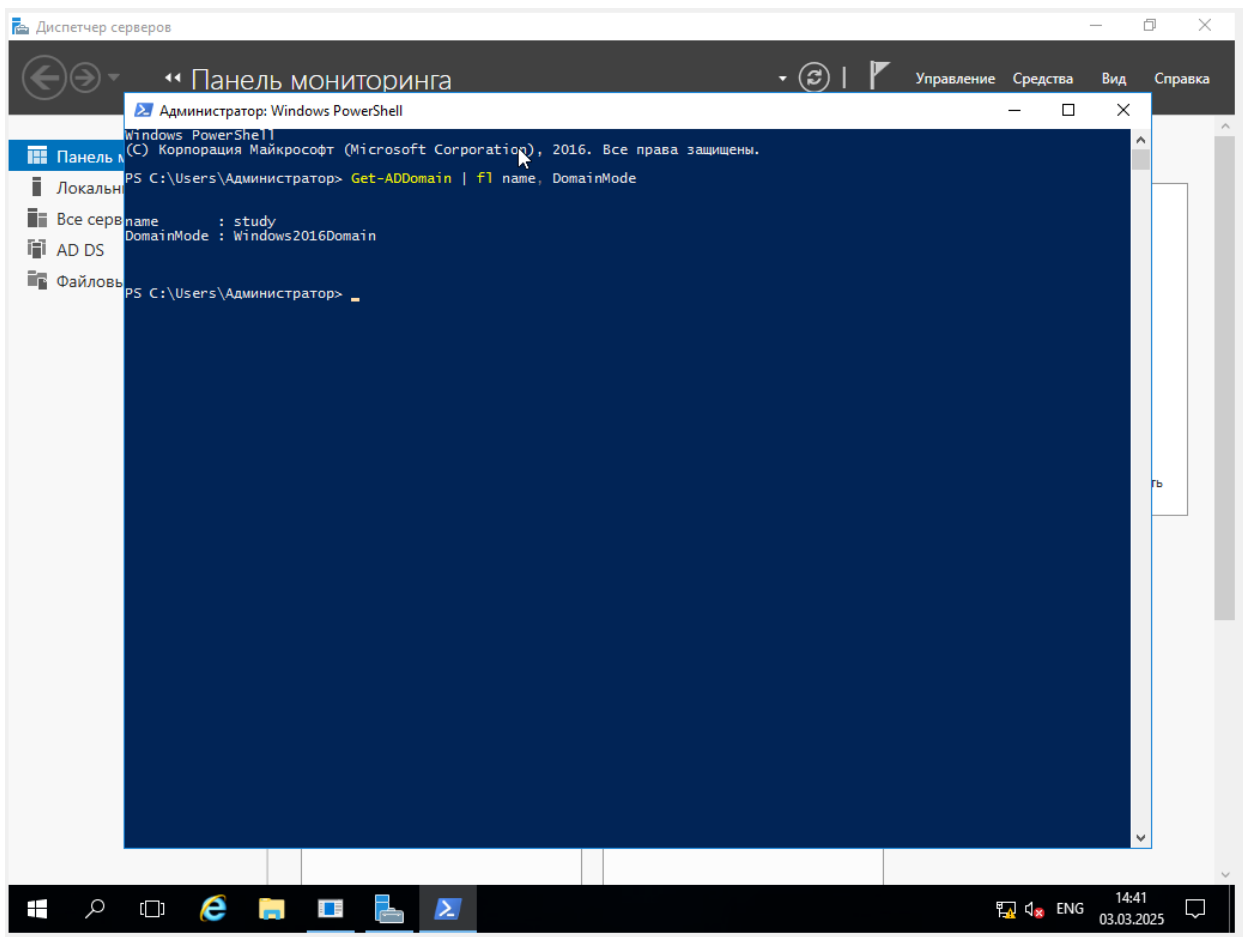 Диспетчер серверов
Панель мониторинга
Управление Средства Вид Справка
Администратор: Windows PowerShell
Windows PowerShell
(C) Корпорация Майкрософт (Microsoft Corporation), 2016. Все права защищены.
PS C:\Users\Администратор> Get-ADDomain | fl name, DomainMode
name : study
DomainMode : Windows2016Domain
PS C:\Users\Администратор>
Панель м
Локальн
Все серв
AD DS
Файловы
ть
ENG
14:41
03.03.2025